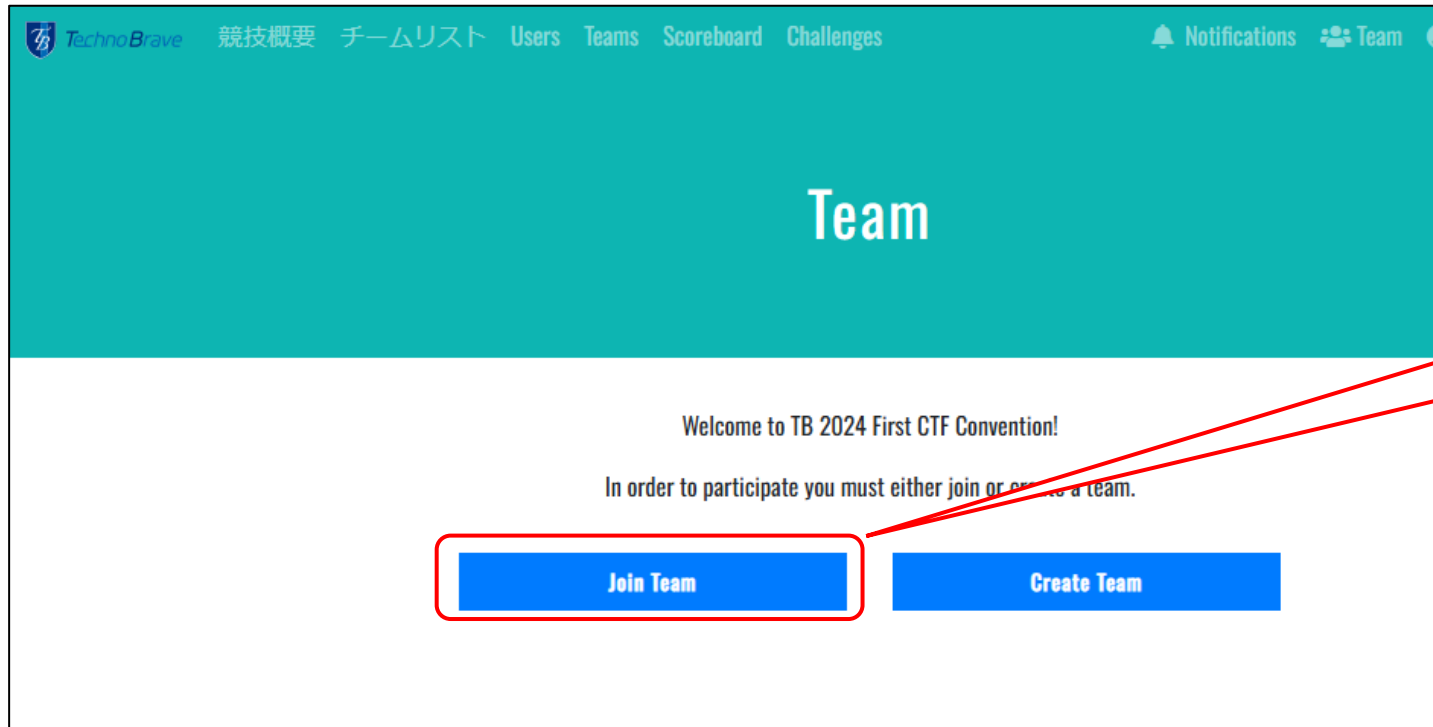 TB TechnoBrave 競技概要 チームリスト Users Teams Scoreboard Challenges Notifications Team
Team
Welcome to TB 2024 First CTF Convention!
In order to participate you must either join or create a team.
Join Team Create Team